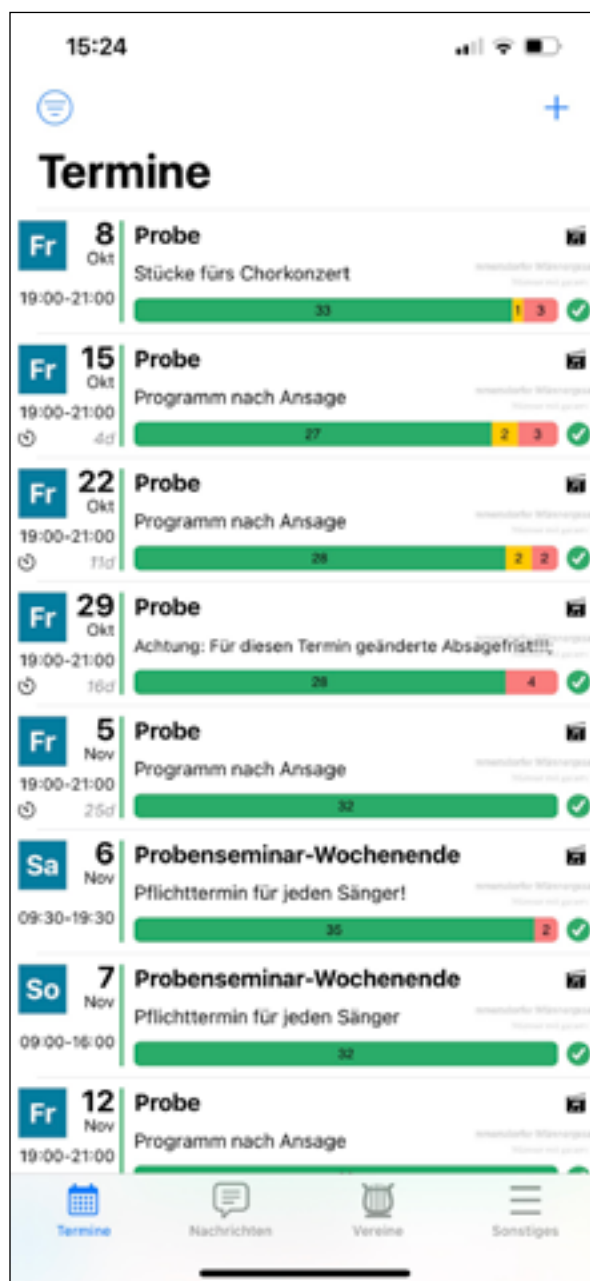 15:24
Termine
Fr 8 Okt
19:00-21:00
Probe
Stücke fürs Chorkonzert
33 1 3
Fr 15 Okt
19:00-21:00
4d
Probe
Programm nach Ansage
27 2 3
Fr 22 Okt
19:00-21:00
11d
Probe
Programm nach Ansage
28 2 2
Fr 29 Okt
19:00-21:00
16d
Probe
Achtung: Für diesen Termin geänderte Absagefrist!!!;
28 4
Fr 5 Nov
19:00-21:00
25d
Probe
Programm nach Ansage
32
Sa 6 Nov
09:30-19:30
Probenseminar-Wochenende
Pflichttermin für jeden Sänger!
35 2
So 7 Nov
09:00-16:00
Probenseminar-Wochenende
Pflichttermin für jeden Sänger
32
Fr 12 Nov
19:00-21:00
Probe
Programm nach Ansage
Termine Nachrichten Vereine Sonstiges